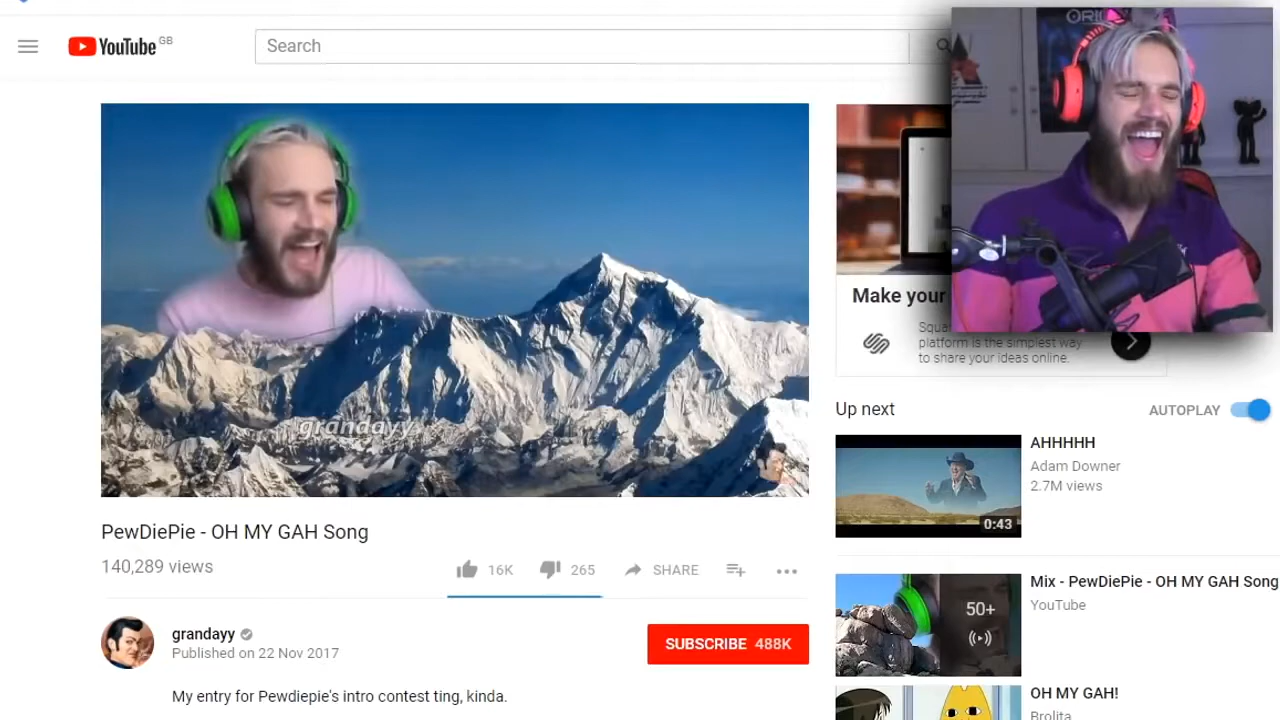 YouTube GB
Search
ORIG
grandayy
PewDiePie - OH MY GAH Song
140,289 views
16K
265
SHARE
grandayy
Published on 22 Nov 2017
SUBSCRIBE 488K
My entry for Pewdiepie's intro contest ting, kinda.
Make your
platform is the simplest way
to share your ideas online.
Up next
AUTOPLAY
AHHHHH
Adam Downer
2.7M views
0:43
Mix - PewDiePie - OH MY GAH Song
YouTube
50+
OH MY GAH!
Brolita